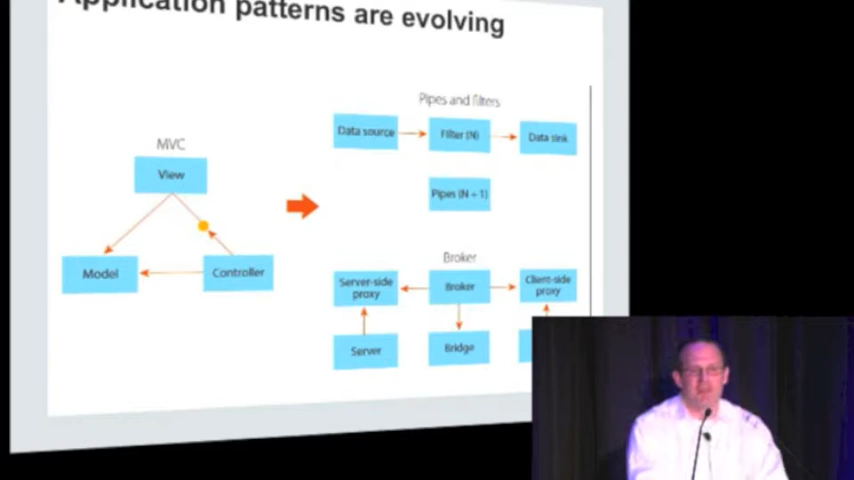 Application patterns are evolving
MVC
View
Model
Controller
Pipes and filters
Data source
Filter (N)
Data sink
Pipes (N + 1)
Broker
Server-side
proxy
Broker
Client-side
proxy
Server
Bridge